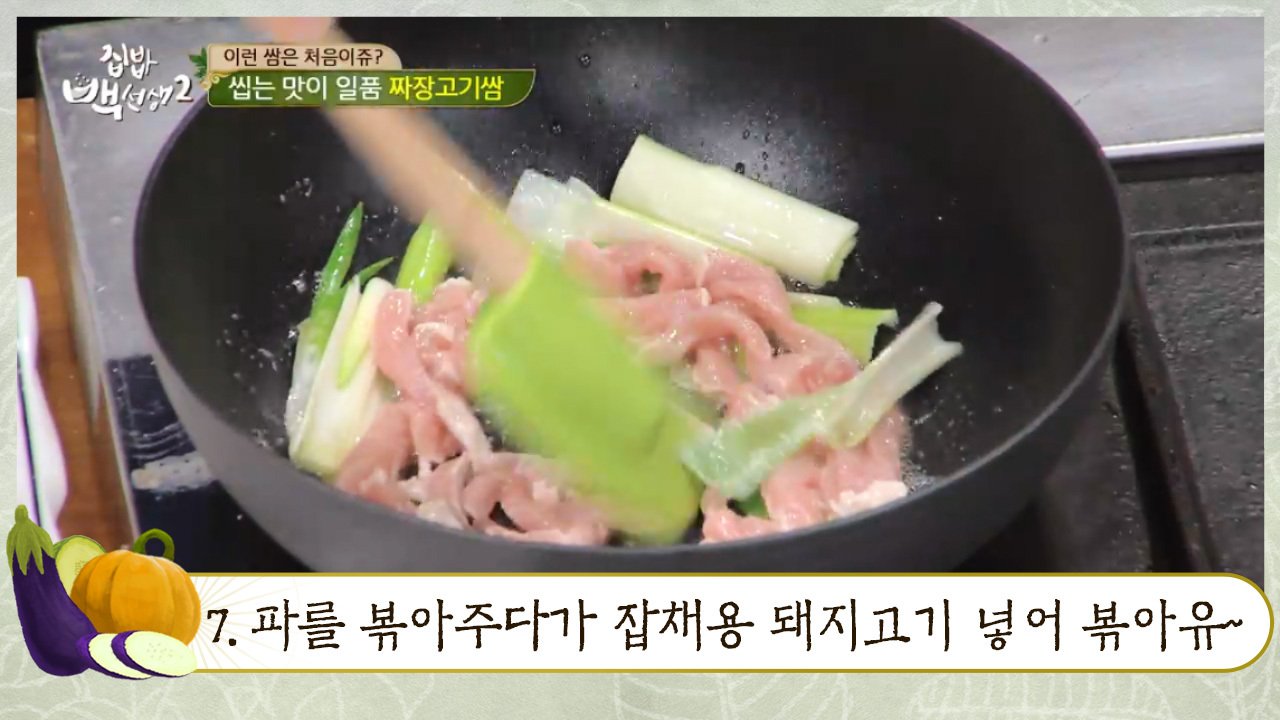 집밥
백선생2
이런 쌈은 처음이쥬?
씹는 맛이 일품 짜장고기쌈
7. 파를 볶아주다가 잡채용 돼지고기 넣어 볶아유~